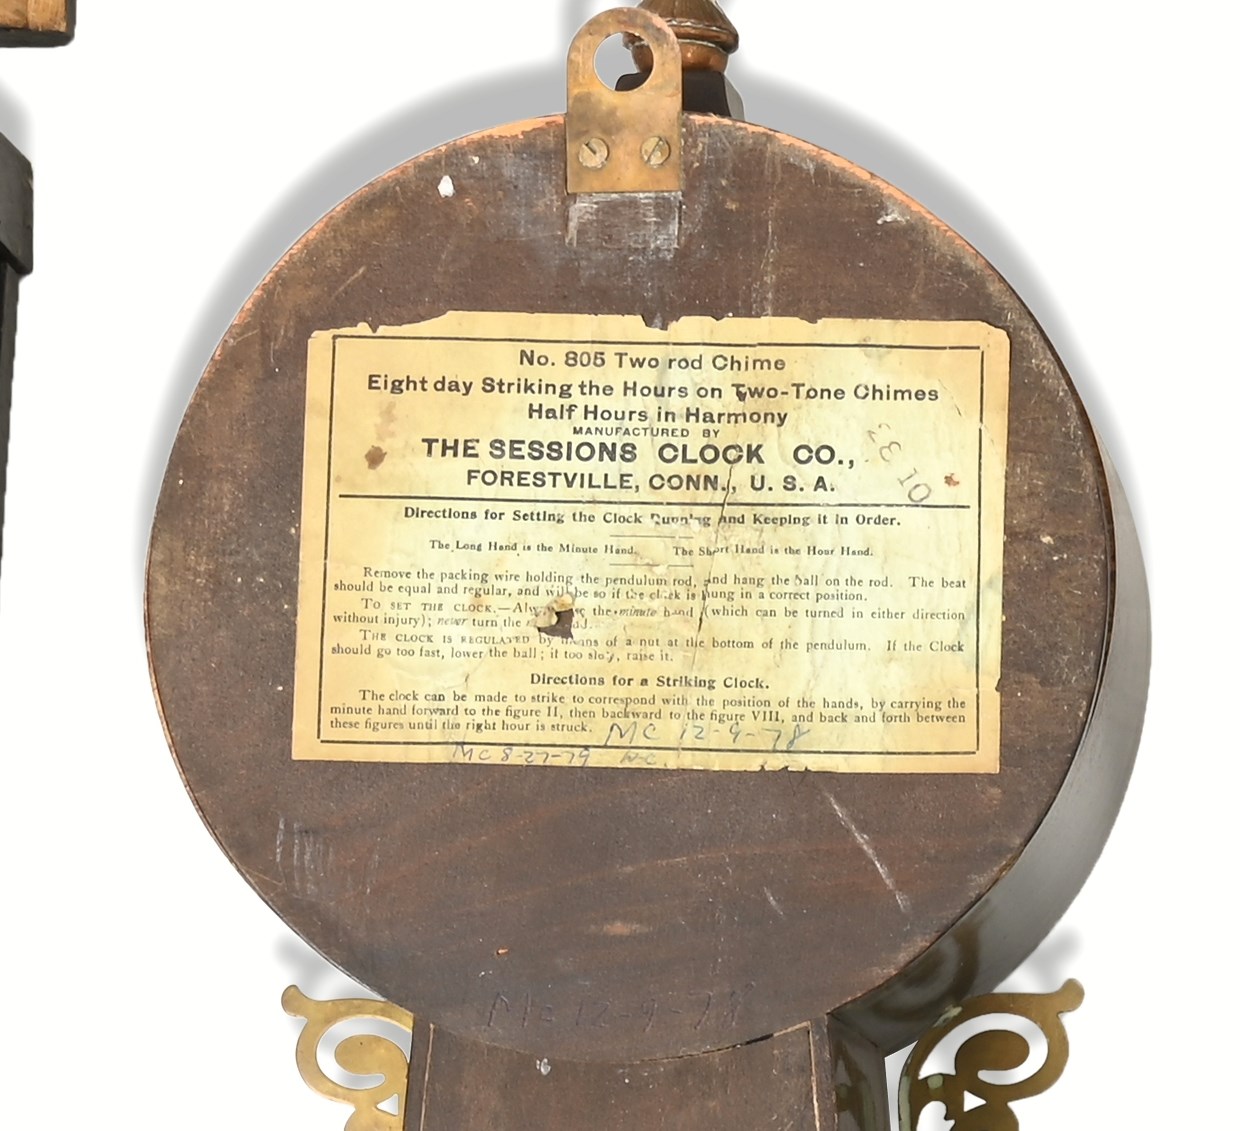 No. 805 Two rod Chime
Eight day Striking the Hours on Two-Tone Chimes
Half Hours in Harmony
MANUFACTURED BY
THE SESSIONS CLOCK CO.,
FORESTVILLE, CONN., U. S. A.
Directions for Setting the Clock Running and Keeping it in Order.
The Long Hand is the Minute Hand. The Short Hand is the Hour Hand.
Remove the packing wire holding the pendulum rod, and hang the ball on the rod. The beat
should be equal and regular, and will be so if the clock is hung in a correct position.
TO SET THE CLOCK.—Always the minute hand (which can be turned in either direction
without injury); never turn the
THE CLOCK IS REGULATED by means of a nut at the bottom of the pendulum. If the Clock
should go too fast, lower the ball; if too slow, raise it.
Directions for a Striking Clock.
The clock can be made to strike to correspond with the position of the hands, by carrying the
minute hand forward to the figure II, then backward to the figure VIII, and back and forth between
these figures until the right hour is struck. MC 12-9-78
MC 8-27-79
MC 12-9-78